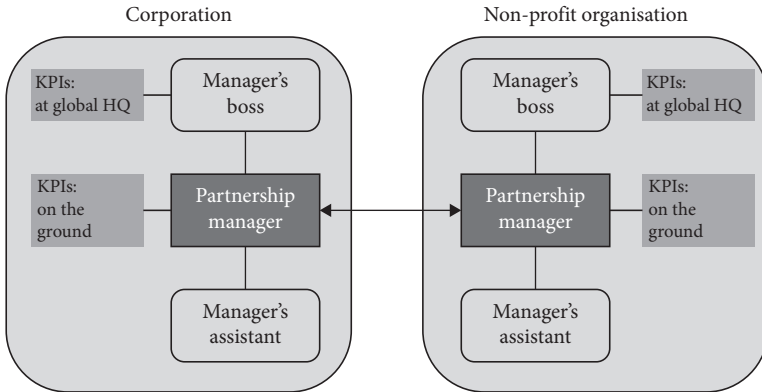 Corporation
Non-profit organisation
KPIs:
at global HQ
Manager's
boss
Manager's
boss
KPIs:
at global HQ
KPIs:
on the
ground
Partnership
manager
Partnership
manager
KPIs:
on the
ground
Manager's
assistant
Manager's
assistant